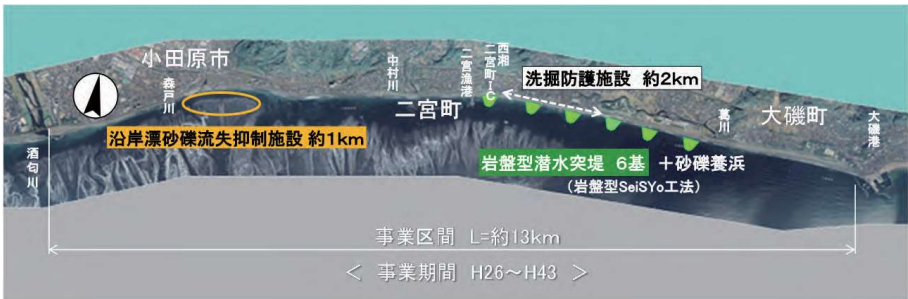 小田原市
森戸川
中村川
二宮漁港
西湘
二宮町IC
洗掘防護施設 約2km
二宮町
葛川
大磯町
大磯港
酒匂川
沿岸漂砂礫流失抑制施設 約1km
岩盤型潜水突堤 6基 +砂礫養浜
(岩盤型SeiSYo工法)
事業区間 L=約13km
< 事業期間 H26~H43 >